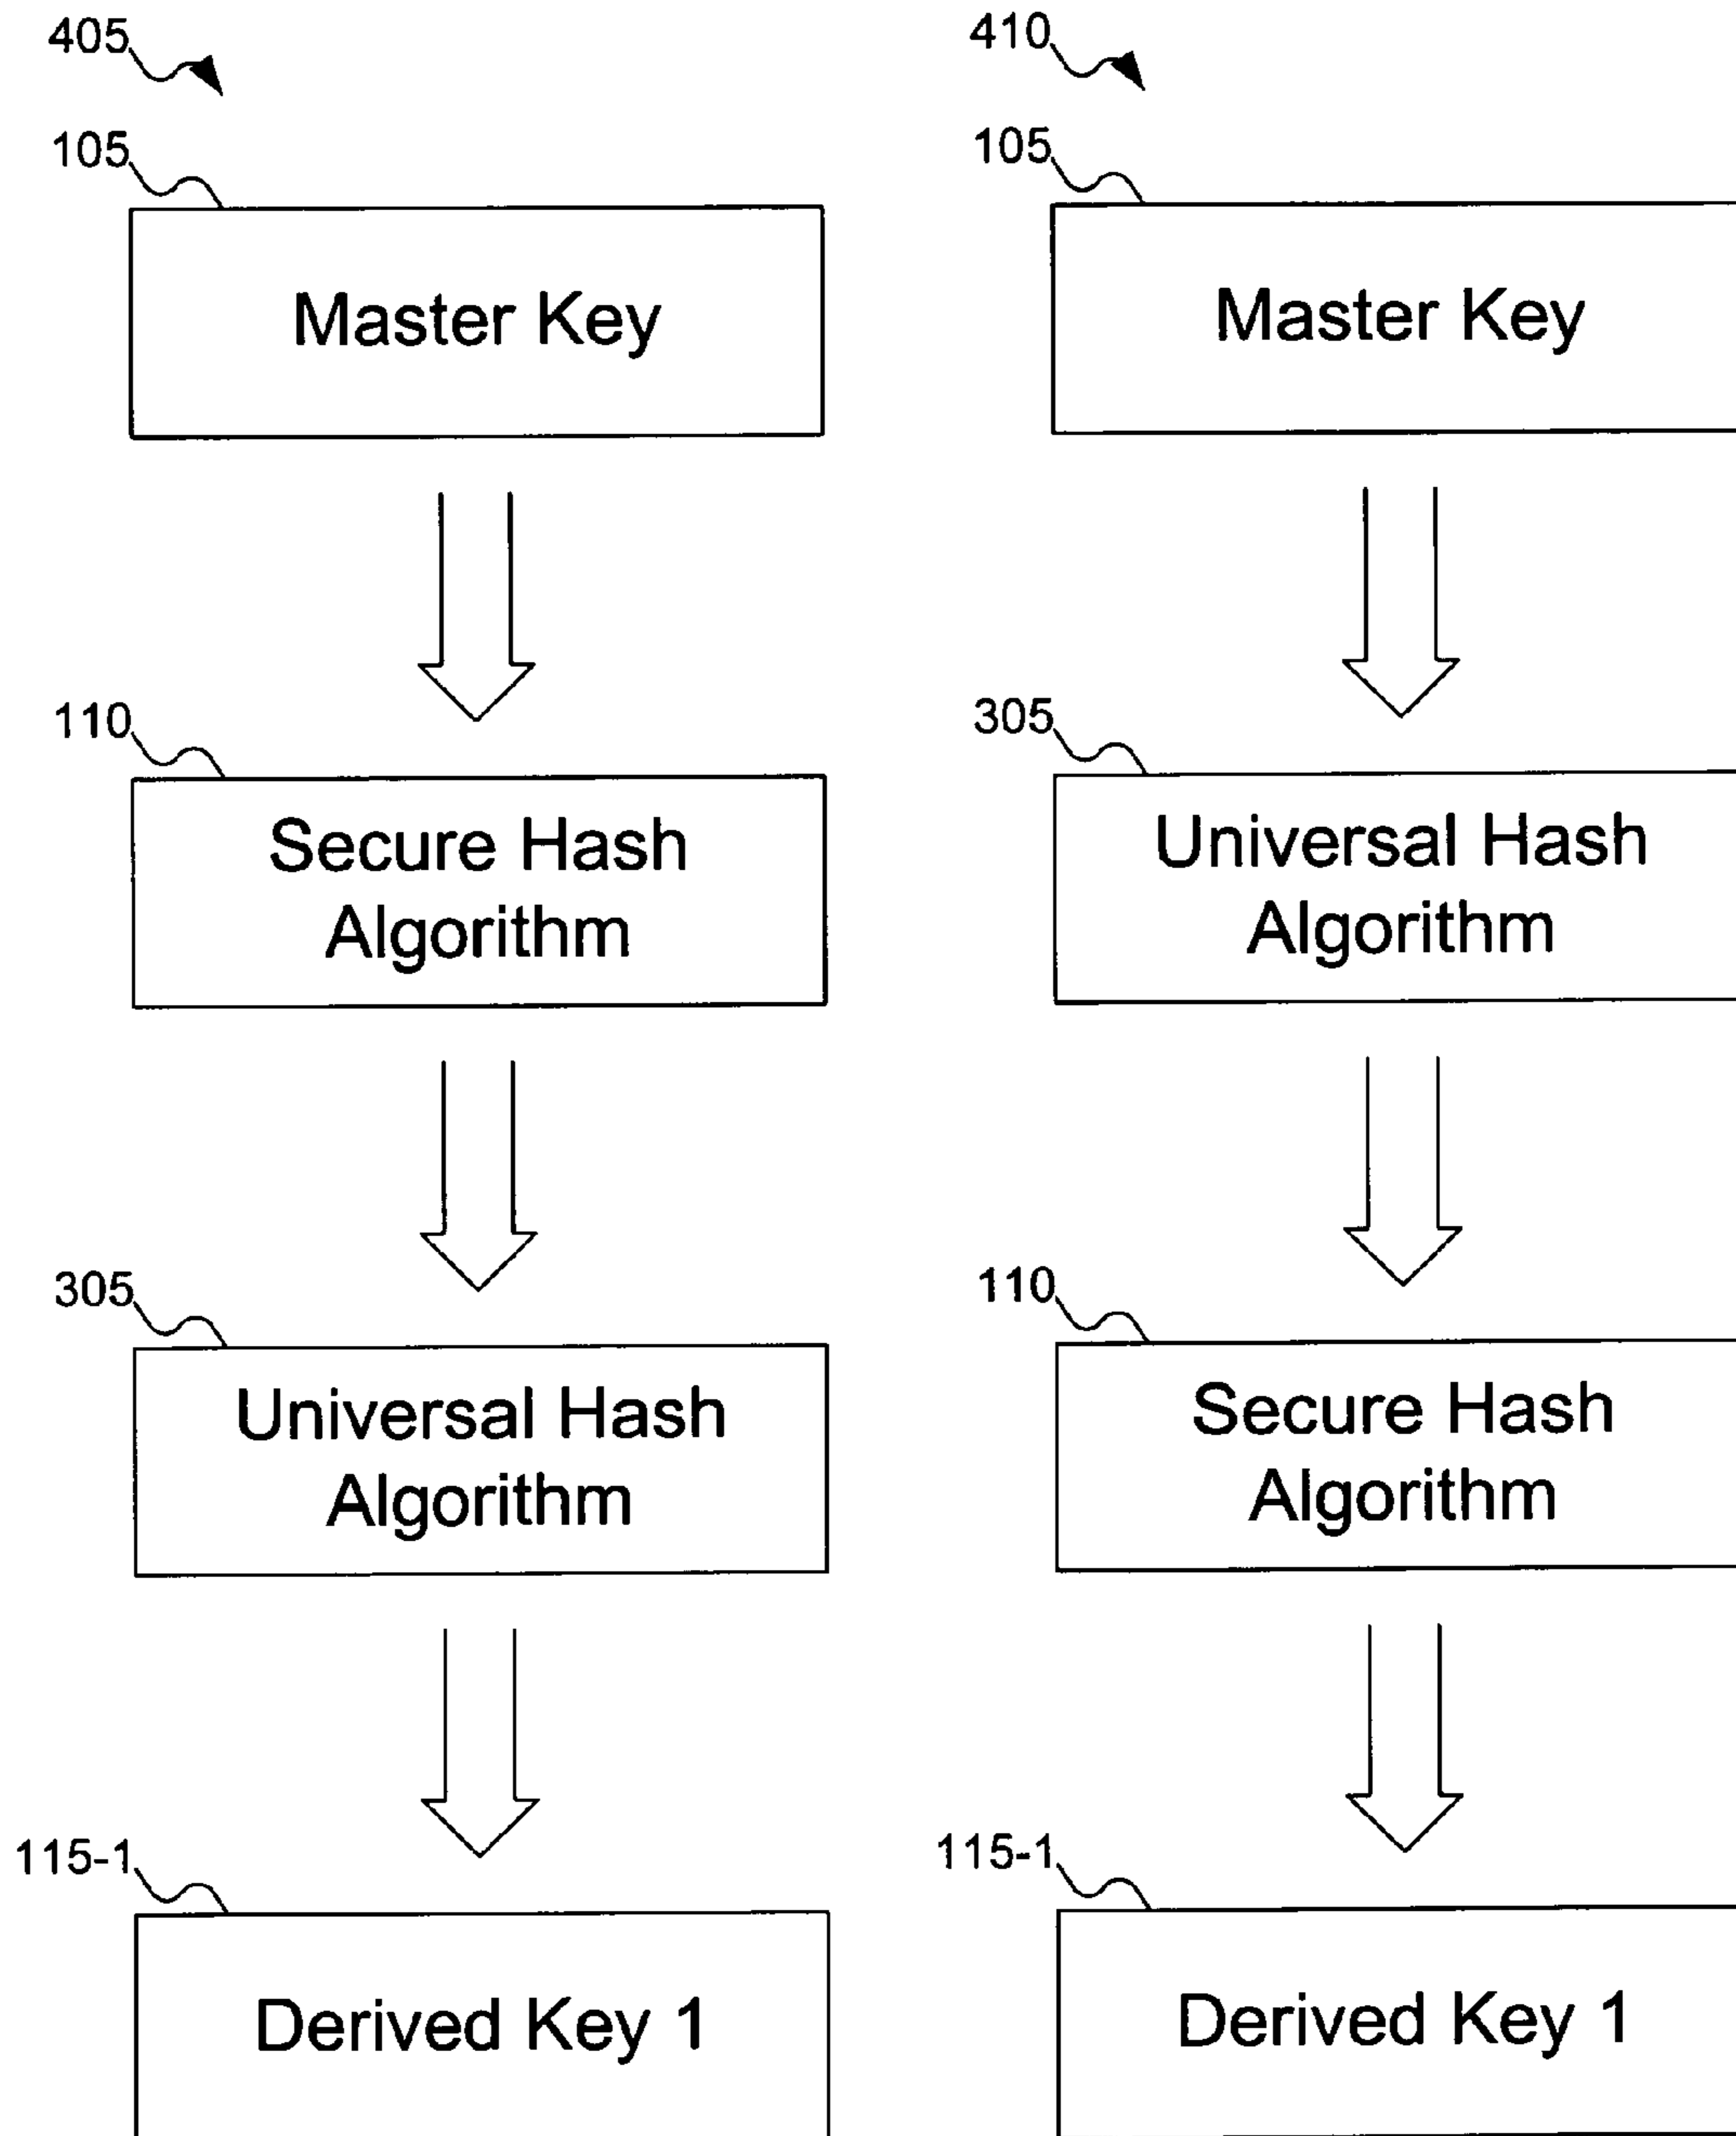 405
105
Master Key
110
Secure Hash
Algorithm
305
Universal Hash
Algorithm
115-1
Derived Key 1
410
105
Master Key
305
Universal Hash
Algorithm
110
Secure Hash
Algorithm
115-1
Derived Key 1